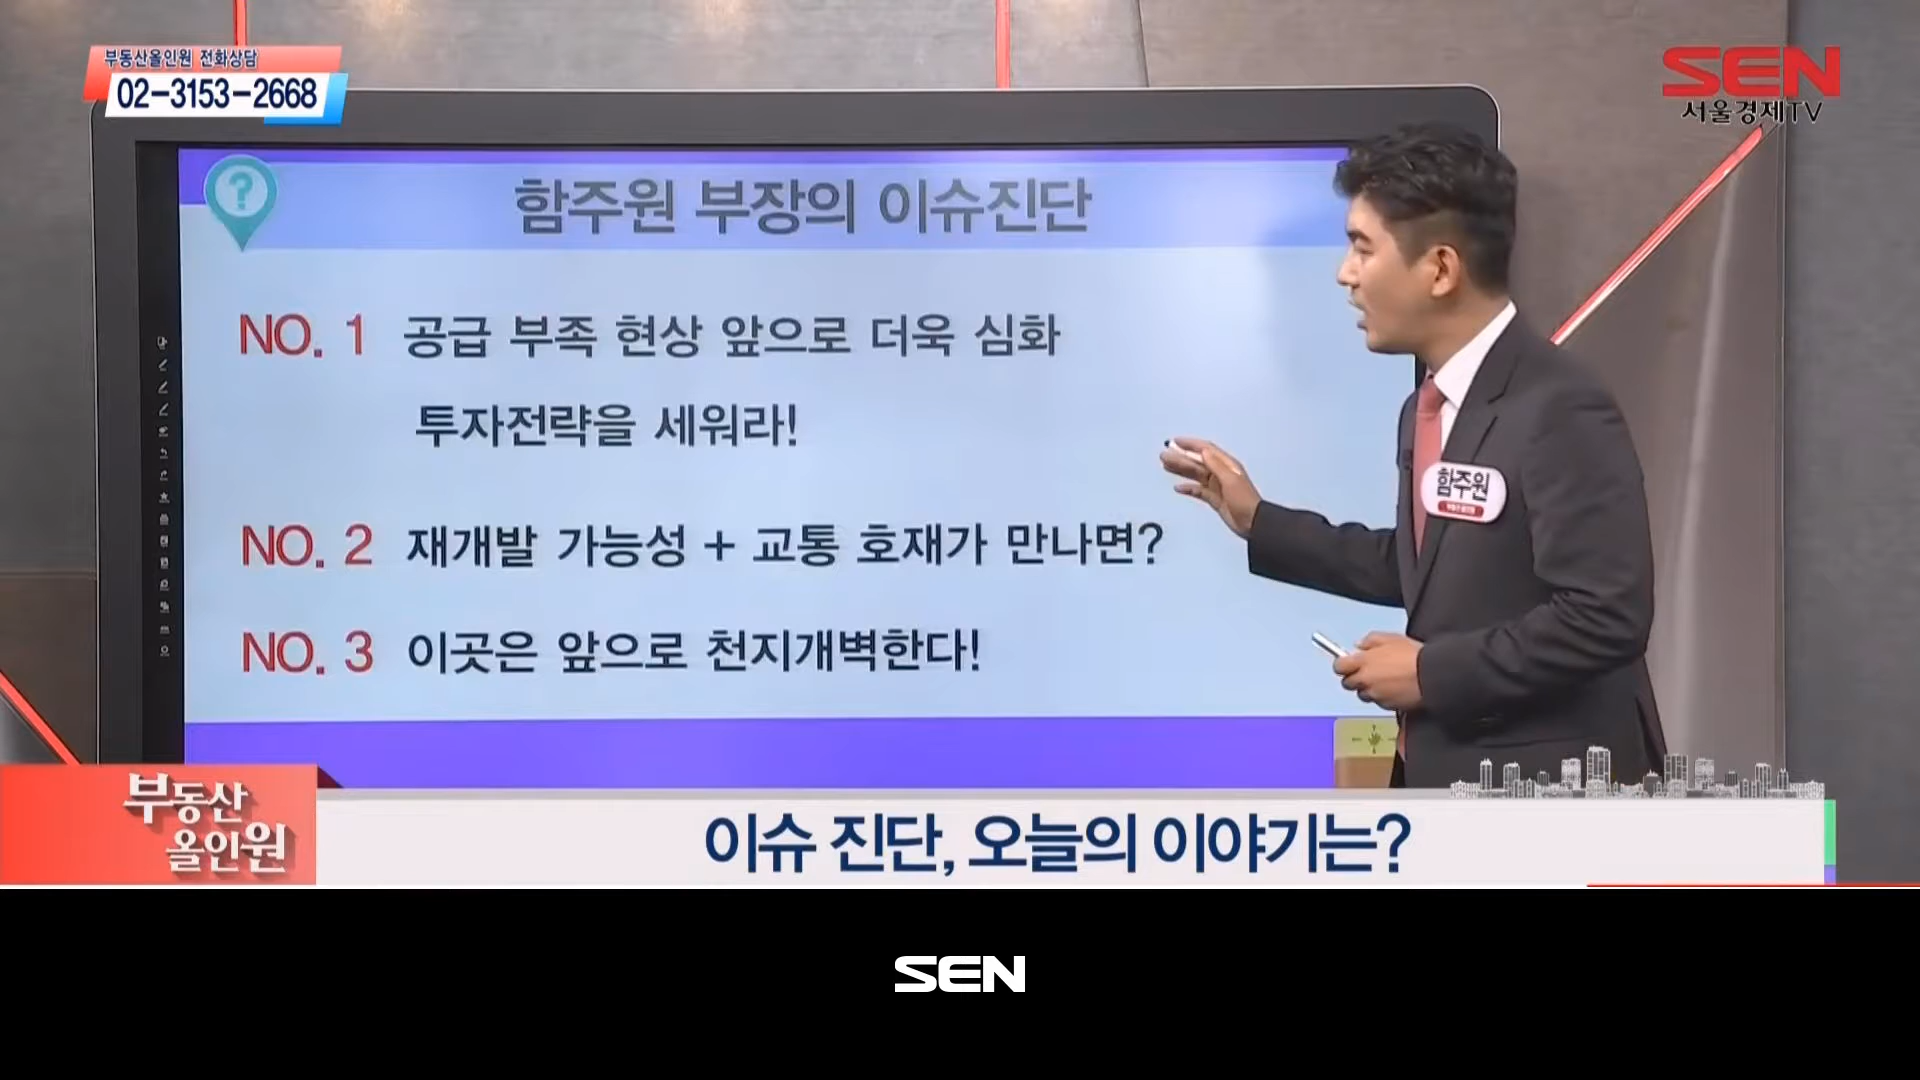 부동산올인원 전화상담
02-3153-2668
SEN
서울경제TV
함주원 부장의 이슈진단
NO. 1 공급 부족 현상 앞으로 더욱 심화
투자전략을 세워라!
함주원
NO. 2 재개발 가능성 + 교통 호재가 만나면?
NO. 3 이곳은 앞으로 천지개벽한다!
부동산
올인원
이슈 진단, 오늘의 이야기는?
SEN